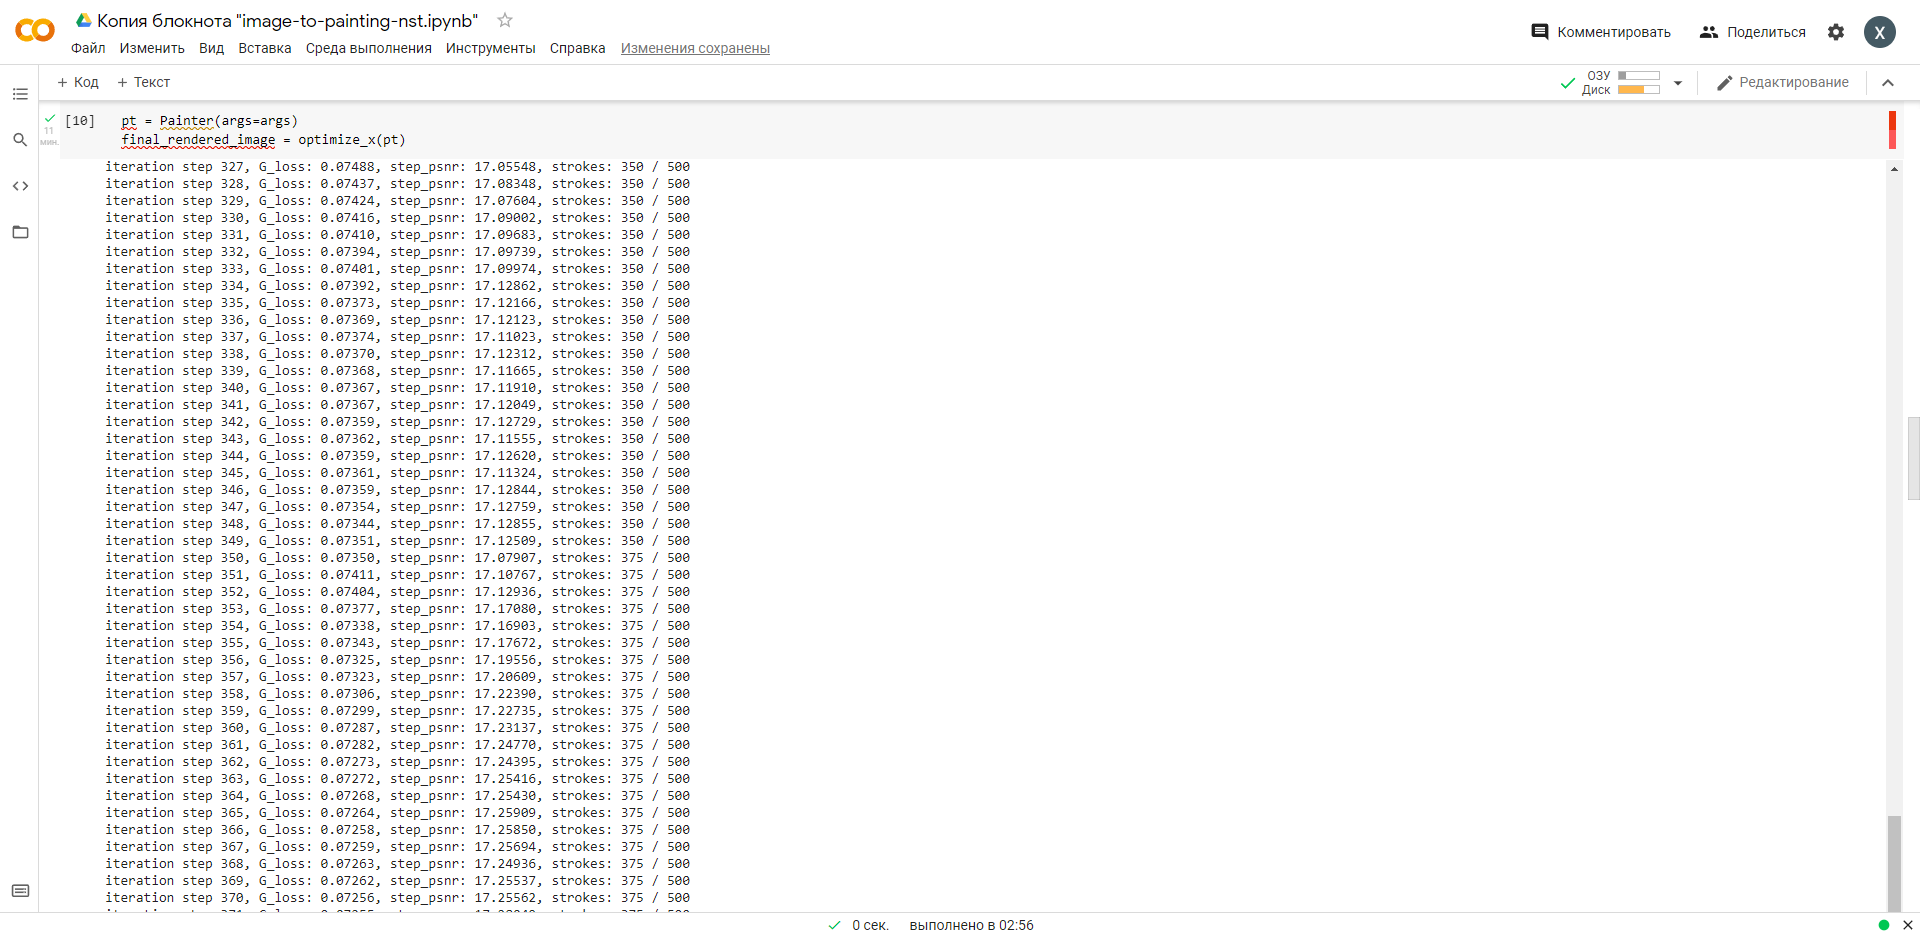 Копия блокнота "image-to-painting-nst.ipynb"
Файл Изменить Вид Вставка Среда выполнения Инструменты Справка Изменения сохранены
Комментировать Поделиться X
+ Код + Текст
ОЗУ
Диск
Редактирование
11
мин.
[10] pt = Painter(args=args)
final_rendered_image = optimize_x(pt)
iteration step 327, G_loss: 0.07488, step_psnr: 17.05548, strokes: 350 / 500
iteration step 328, G_loss: 0.07437, step_psnr: 17.08348, strokes: 350 / 500
iteration step 329, G_loss: 0.07424, step_psnr: 17.07604, strokes: 350 / 500
iteration step 330, G_loss: 0.07416, step_psnr: 17.09002, strokes: 350 / 500
iteration step 331, G_loss: 0.07410, step_psnr: 17.09683, strokes: 350 / 500
iteration step 332, G_loss: 0.07394, step_psnr: 17.09739, strokes: 350 / 500
iteration step 333, G_loss: 0.07401, step_psnr: 17.09974, strokes: 350 / 500
iteration step 334, G_loss: 0.07392, step_psnr: 17.12862, strokes: 350 / 500
iteration step 335, G_loss: 0.07373, step_psnr: 17.12166, strokes: 350 / 500
iteration step 336, G_loss: 0.07369, step_psnr: 17.12123, strokes: 350 / 500
iteration step 337, G_loss: 0.07374, step_psnr: 17.11023, strokes: 350 / 500
iteration step 338, G_loss: 0.07370, step_psnr: 17.12312, strokes: 350 / 500
iteration step 339, G_loss: 0.07368, step_psnr: 17.11665, strokes: 350 / 500
iteration step 340, G_loss: 0.07367, step_psnr: 17.11910, strokes: 350 / 500
iteration step 341, G_loss: 0.07367, step_psnr: 17.12049, strokes: 350 / 500
iteration step 342, G_loss: 0.07359, step_psnr: 17.12729, strokes: 350 / 500
iteration step 343, G_loss: 0.07362, step_psnr: 17.11555, strokes: 350 / 500
iteration step 344, G_loss: 0.07359, step_psnr: 17.12620, strokes: 350 / 500
iteration step 345, G_loss: 0.07361, step_psnr: 17.11324, strokes: 350 / 500
iteration step 346, G_loss: 0.07359, step_psnr: 17.12844, strokes: 350 / 500
iteration step 347, G_loss: 0.07354, step_psnr: 17.12759, strokes: 350 / 500
iteration step 348, G_loss: 0.07344, step_psnr: 17.12855, strokes: 350 / 500
iteration step 349, G_loss: 0.07351, step_psnr: 17.12509, strokes: 350 / 500
iteration step 350, G_loss: 0.07350, step_psnr: 17.07907, strokes: 375 / 500
iteration step 351, G_loss: 0.07411, step_psnr: 17.10767, strokes: 375 / 500
iteration step 352, G_loss: 0.07404, step_psnr: 17.12936, strokes: 375 / 500
iteration step 353, G_loss: 0.07377, step_psnr: 17.17080, strokes: 375 / 500
iteration step 354, G_loss: 0.07338, step_psnr: 17.16903, strokes: 375 / 500
iteration step 355, G_loss: 0.07343, step_psnr: 17.17672, strokes: 375 / 500
iteration step 356, G_loss: 0.07325, step_psnr: 17.19556, strokes: 375 / 500
iteration step 357, G_loss: 0.07323, step_psnr: 17.20609, strokes: 375 / 500
iteration step 358, G_loss: 0.07306, step_psnr: 17.22390, strokes: 375 / 500
iteration step 359, G_loss: 0.07299, step_psnr: 17.22735, strokes: 375 / 500
iteration step 360, G_loss: 0.07287, step_psnr: 17.23137, strokes: 375 / 500
iteration step 361, G_loss: 0.07282, step_psnr: 17.24770, strokes: 375 / 500
iteration step 362, G_loss: 0.07273, step_psnr: 17.24395, strokes: 375 / 500
iteration step 363, G_loss: 0.07272, step_psnr: 17.25416, strokes: 375 / 500
iteration step 364, G_loss: 0.07268, step_psnr: 17.25430, strokes: 375 / 500
iteration step 365, G_loss: 0.07264, step_psnr: 17.25909, strokes: 375 / 500
iteration step 366, G_loss: 0.07258, step_psnr: 17.25850, strokes: 375 / 500
iteration step 367, G_loss: 0.07259, step_psnr: 17.25694, strokes: 375 / 500
iteration step 368, G_loss: 0.07263, step_psnr: 17.24936, strokes: 375 / 500
iteration step 369, G_loss: 0.07262, step_psnr: 17.25537, strokes: 375 / 500
iteration step 370, G_loss: 0.07256, step_psnr: 17.25562, strokes: 375 / 500
0 сек. выполнено в 02:56